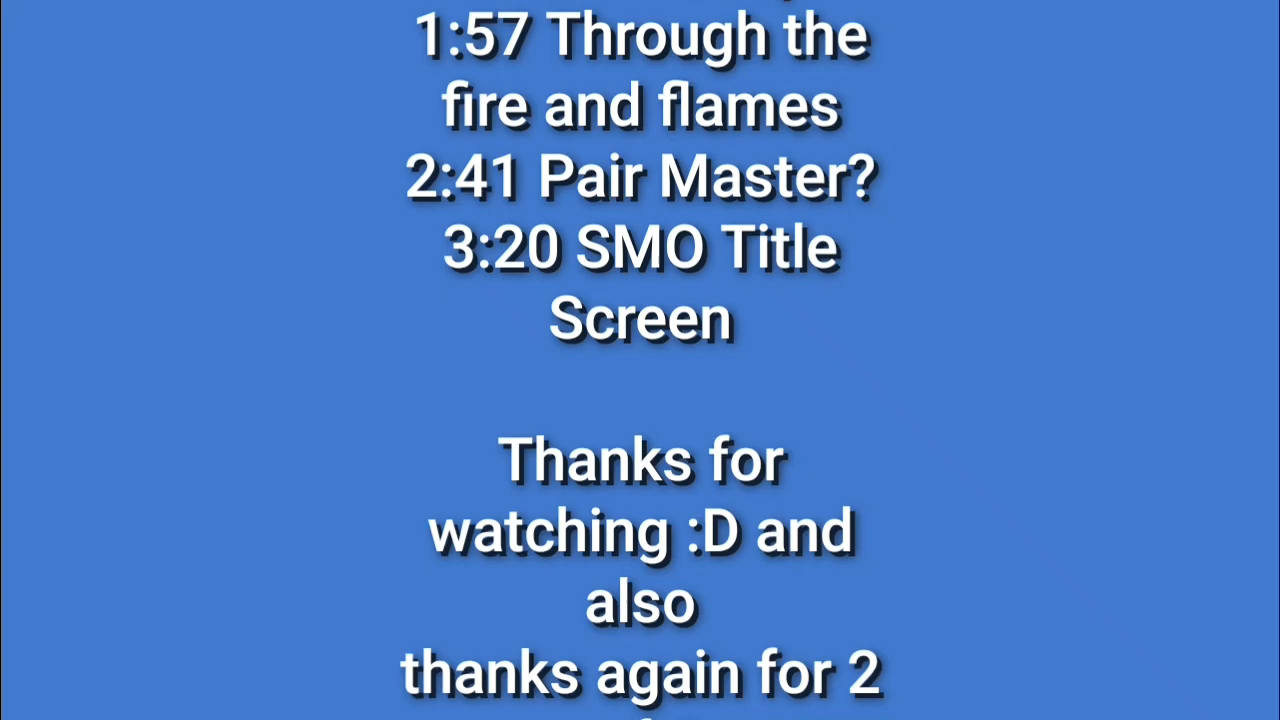 1:57 Through the
fire and flames
2:41 Pair Master?
3:20 SMO Title
Screen
Thanks for
watching :D and
also
thanks again for 2